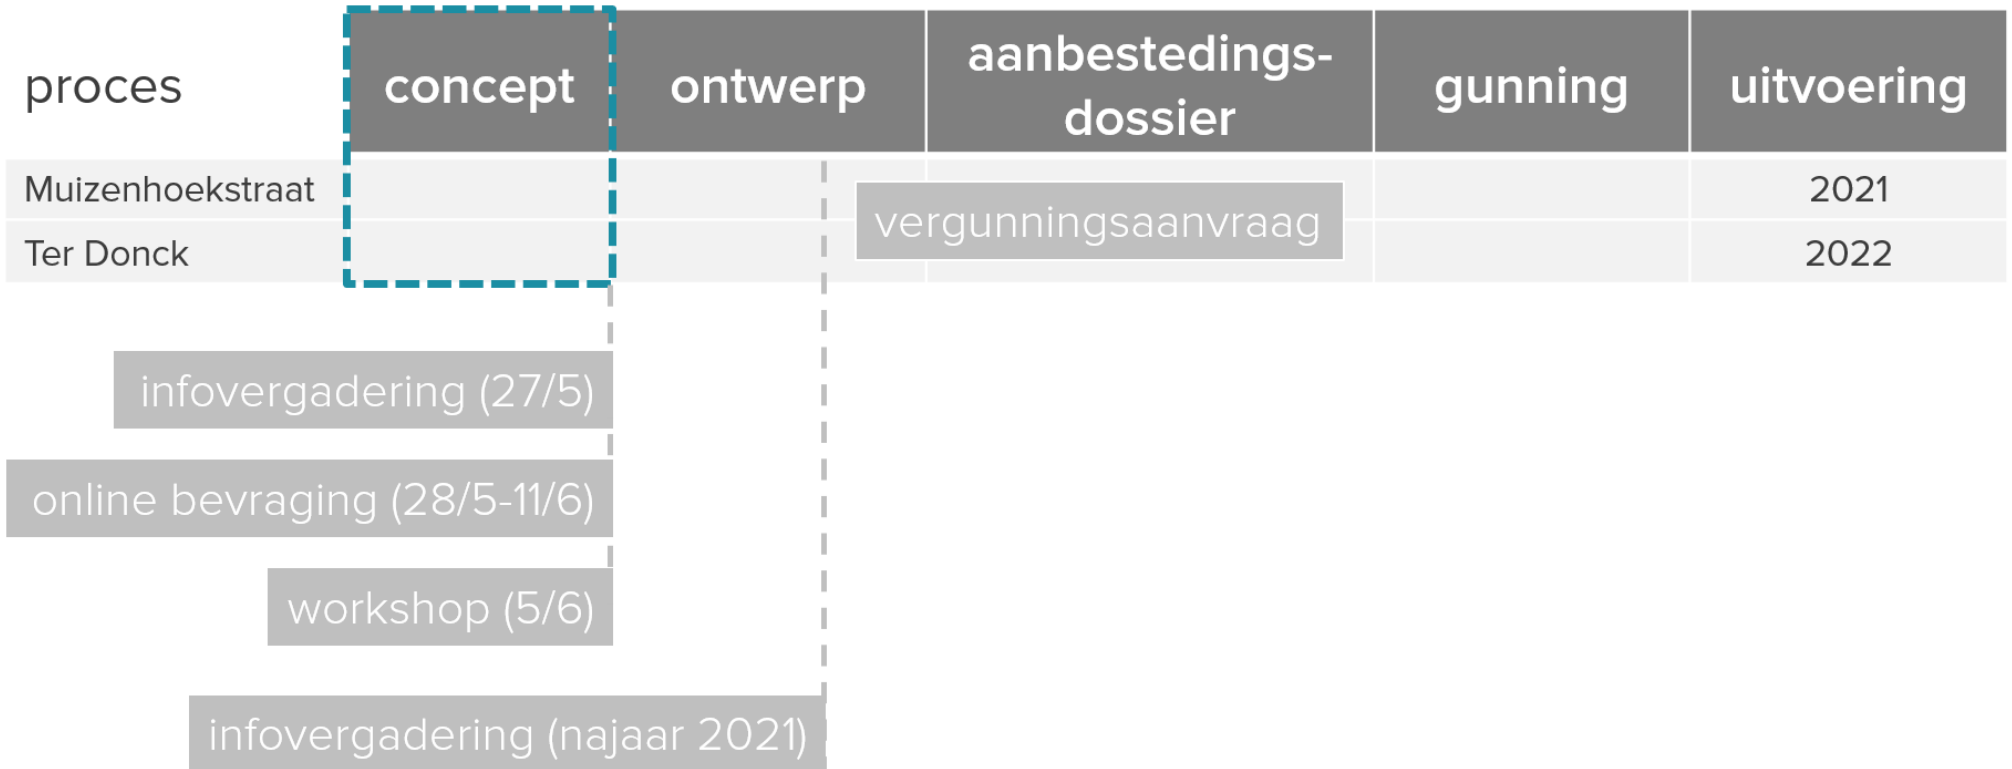 proces
concept
ontwerp
aanbestedings-
dossier
gunning
uitvoering
Muizenhoekstraat
2021
vergunningsaanvraag
Ter Donck
2022
infovergadering (27/5)
online bevraging (28/5-11/6)
workshop (5/6)
infovergadering (najaar 2021)